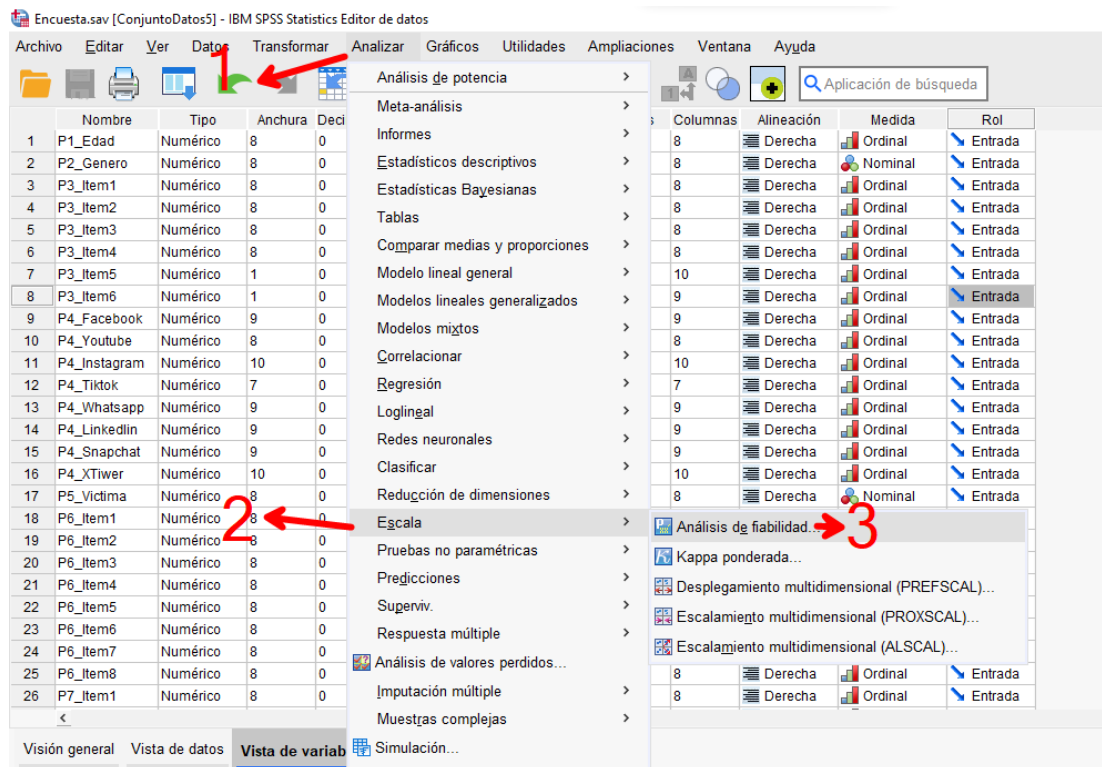 Encuesta.sav [ConjuntoDatos5] - IBM SPSS Statistics Editor de datos
Archivo Editar Ver Datos Transformar Analizar Gráficos Utilidades Ampliaciones Ventana Ayuda
1
Aplicación de búsqueda
Nombre Tipo Anchura Deci s Columnas Alineación Medida Rol
1 P1_Edad Numérico 8 0 8 Derecha Ordinal Entrada
2 P2_Genero Numérico 8 0 8 Derecha Nominal Entrada
3 P3_Item1 Numérico 8 0 8 Derecha Ordinal Entrada
4 P3_Item2 Numérico 8 0 8 Derecha Ordinal Entrada
5 P3_Item3 Numérico 8 0 8 Derecha Ordinal Entrada
6 P3_Item4 Numérico 8 0 8 Derecha Ordinal Entrada
7 P3_Item5 Numérico 1 0 10 Derecha Ordinal Entrada
8 P3_Item6 Numérico 1 0 9 Derecha Ordinal Entrada
9 P4_Facebook Numérico 9 0 9 Derecha Ordinal Entrada
10 P4_Youtube Numérico 8 0 8 Derecha Ordinal Entrada
11 P4_Instagram Numérico 10 0 10 Derecha Ordinal Entrada
12 P4_Tiktok Numérico 7 0 7 Derecha Ordinal Entrada
13 P4_Whatsapp Numérico 9 0 9 Derecha Ordinal Entrada
14 P4_Linkedlin Numérico 9 0 9 Derecha Ordinal Entrada
15 P4_Snapchat Numérico 9 0 9 Derecha Ordinal Entrada
16 P4_XTiwer Numérico 10 0 10 Derecha Ordinal Entrada
17 P5_Victima Numérico 8 0 8 Derecha Nominal Entrada
18 P6_Item1 Numérico 8 0
19 P6_Item2 Numérico 8 0
20 P6_Item3 Numérico 8 0
21 P6_Item4 Numérico 8 0
22 P6_Item5 Numérico 8 0
23 P6_Item6 Numérico 8 0
24 P6_Item7 Numérico 8 0
25 P6_Item8 Numérico 8 0 8 Derecha Ordinal Entrada
26 P7_Item1 Numérico 8 0 8 Derecha Ordinal Entrada
Análisis de potencia
Meta-análisis
Informes
Estadísticos descriptivos
Estadísticas Bayesianas
Tablas
Comparar medias y proporciones
Modelo lineal general
Modelos lineales generalizados
Modelos mixtos
Correlacionar
Regresión
Loglineal
Redes neuronales
Clasificar
Reducción de dimensiones
2
Escala
Pruebas no paramétricas
Predicciones
Superviv.
Respuesta múltiple
Análisis de valores perdidos...
Imputación múltiple
Muestras complejas
Simulación...
Análisis de fiabilidad...
3
Kappa ponderada...
Desplegamiento multidimensional (PREFSCAL)...
Escalamiento multidimensional (PROXSCAL)...
Escalamiento multidimensional (ALSCAL)...
Visión general Vista de datos Vista de variab